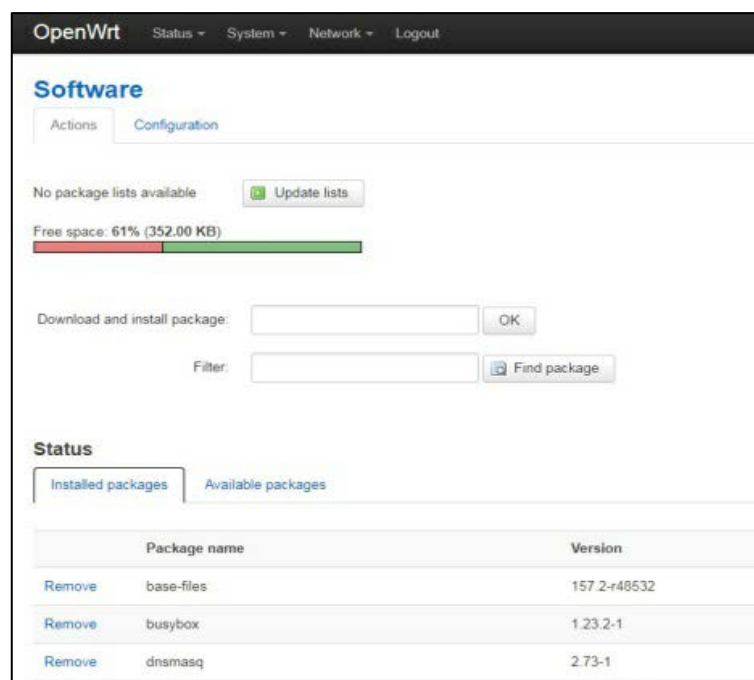 OpenWrt Status System Network Logout
Software
Actions Configuration
No package lists available Update lists
Free space: 61% (352.00 KB)
Download and install package: OK
Filter: Find package
Status
Installed packages Available packages
Package name Version
Remove base-files 157.2-r48532
Remove busybox 1.23.2-1
Remove dnsmasq 2.73-1